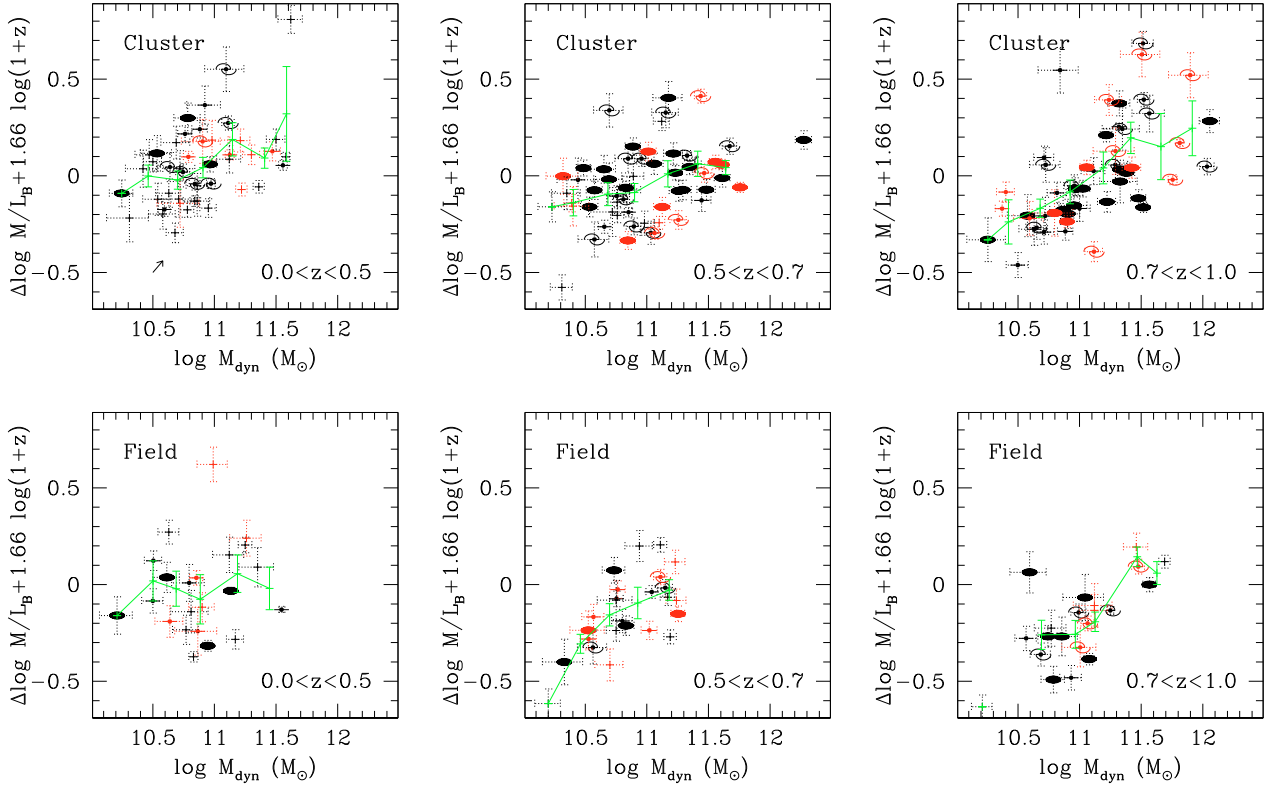 Cluster
0.5
0
−0.5
0.0<z<0.5
10.5 11 11.5 12
log M_dyn (M_⊙)
Δlog M/L_B+1.66 log(1+z)
Cluster
0.5
0
−0.5
0.5<z<0.7
10.5 11 11.5 12
log M_dyn (M_⊙)
Δlog M/L_B+1.66 log(1+z)
Cluster
0.5
0
−0.5
0.7<z<1.0
10.5 11 11.5 12
log M_dyn (M_⊙)
Δlog M/L_B+1.66 log(1+z)
Field
0.5
0
−0.5
0.0<z<0.5
10.5 11 11.5 12
log M_dyn (M_⊙)
Δlog M/L_B+1.66 log(1+z)
Field
0.5
0
−0.5
0.5<z<0.7
10.5 11 11.5 12
log M_dyn (M_⊙)
Δlog M/L_B+1.66 log(1+z)
Field
0.5
0
−0.5
0.7<z<1.0
10.5 11 11.5 12
log M_dyn (M_⊙)
Δlog M/L_B+1.66 log(1+z)